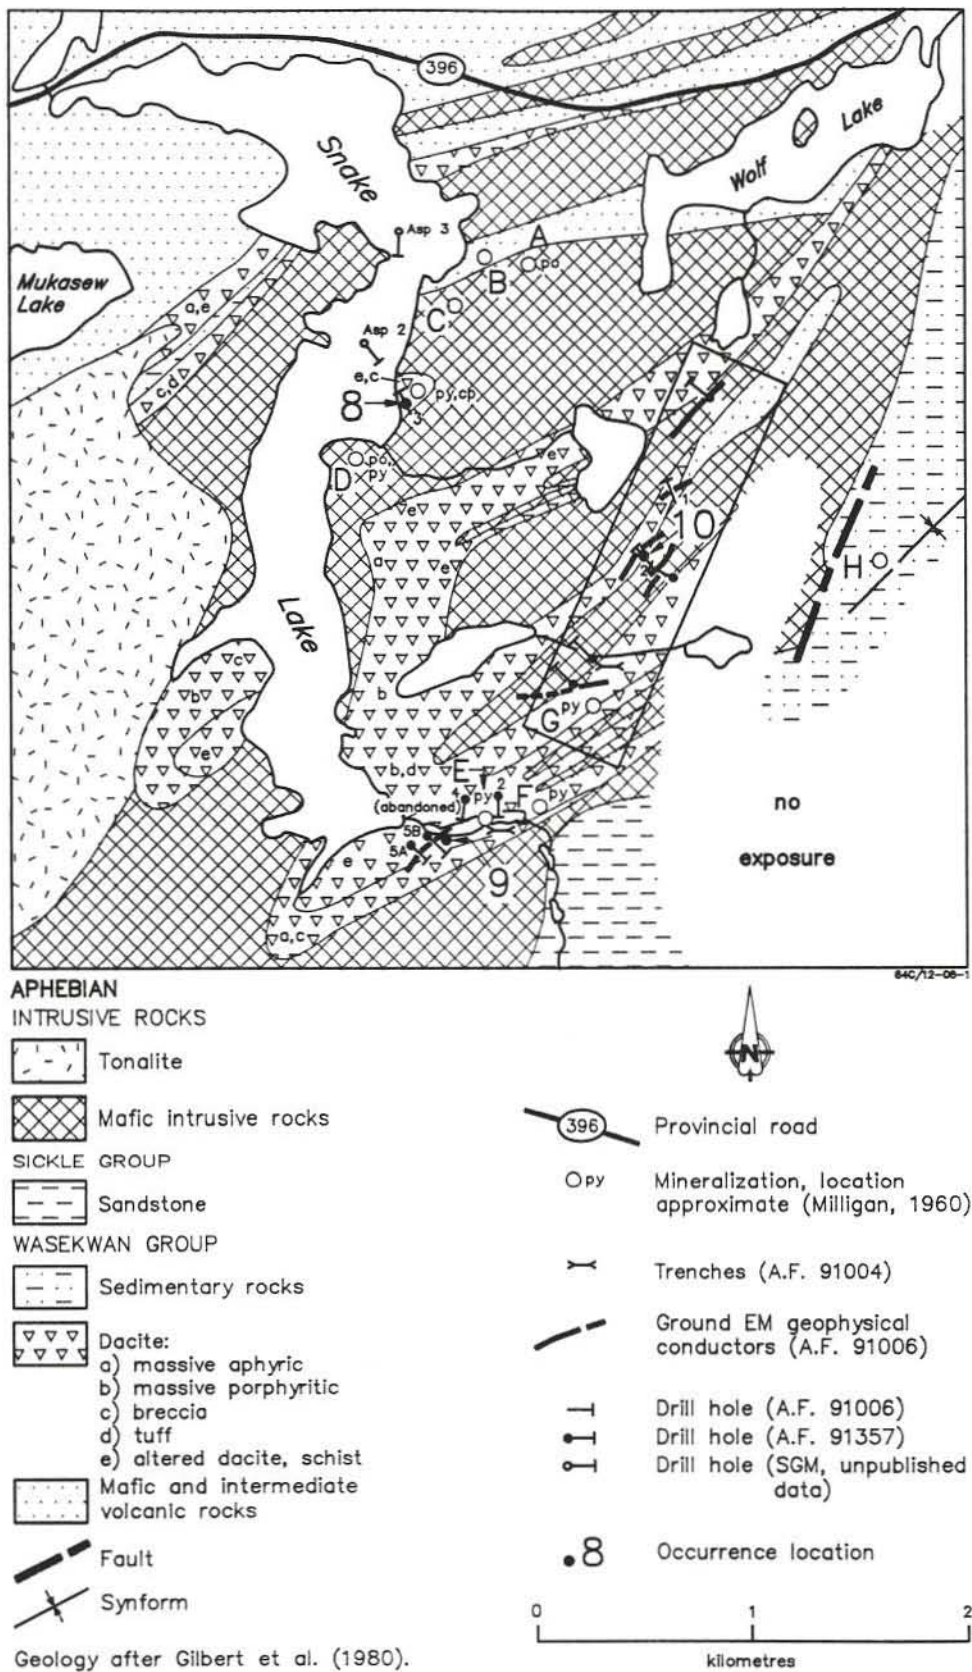 396
Snake
Wolf Lake
Asp 3
A
po
B
Mukasew
Lake
a,e
C
Asp 2
c,d
e,c
8
py,cp
3
e
D
po,
py
e
1
10
a
e
H
Lake
c
b
b
G
py
e
b,d
E
4
py
2
F
py
(abandoned)
no
exposure
5B
5A
e
9
a,c
64C/12-06-1
APHEBIAN
INTRUSIVE ROCKS
Tonalite
Mafic intrusive rocks
SICKLE GROUP
Sandstone
WASEKWAN GROUP
Sedimentary rocks
Dacite:
a) massive aphyric
b) massive porphyritic
c) breccia
d) tuff
e) altered dacite, schist
Mafic and intermediate
volcanic rocks
Fault
Synform
Geology after Gilbert et al. (1980).
N
396
Provincial road
py
Mineralization, location
approximate (Milligan, 1960)
Trenches (A.F. 91004)
Ground EM geophysical
conductors (A.F. 91006)
Drill hole (A.F. 91006)
Drill hole (A.F. 91357)
Drill hole (SGM, unpublished
data)
8
Occurrence location
0 1 2
kilometres